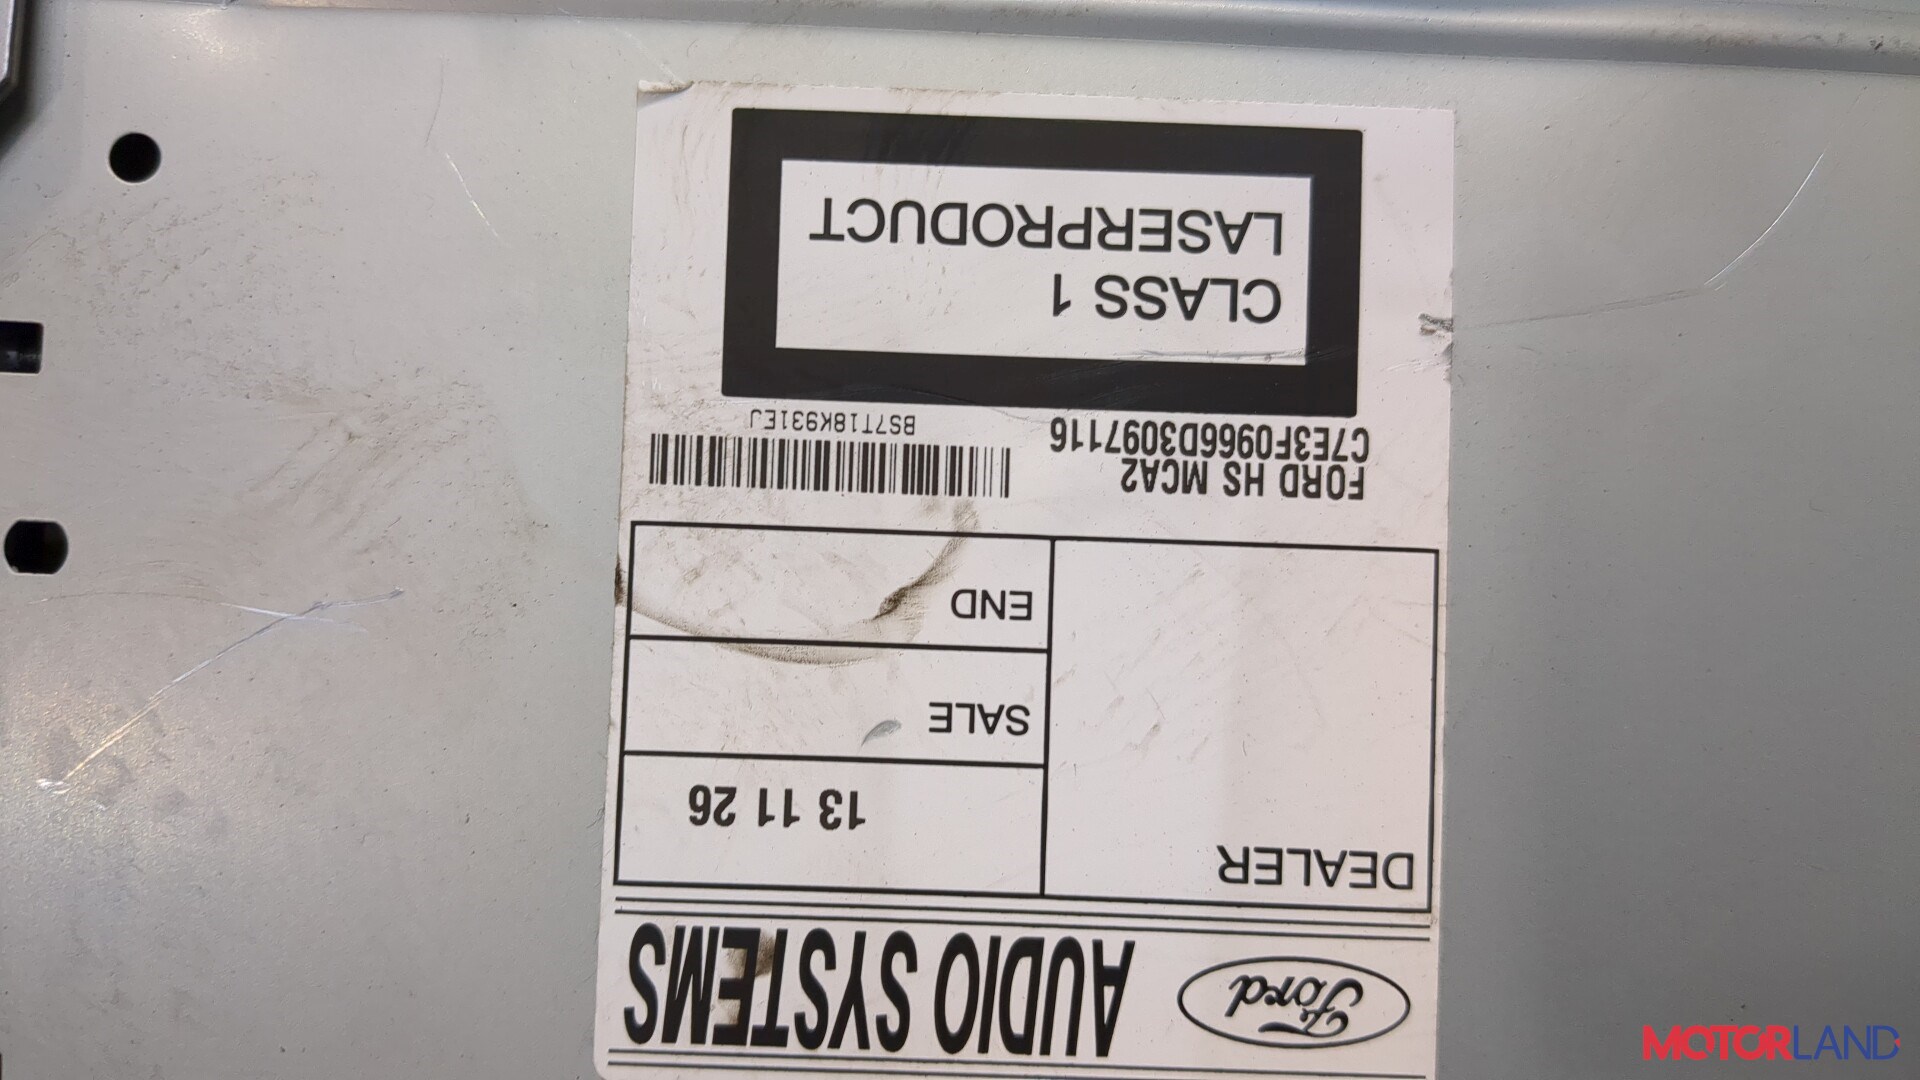 Ford
AUDIO SYSTEMS
DEALER
13 11 26
SALE
END
FORD HS MCA2
C7E3F0966D3097116
BS7T18K931EJ
CLASS 1
LASERPRODUCT
MOTORLAND